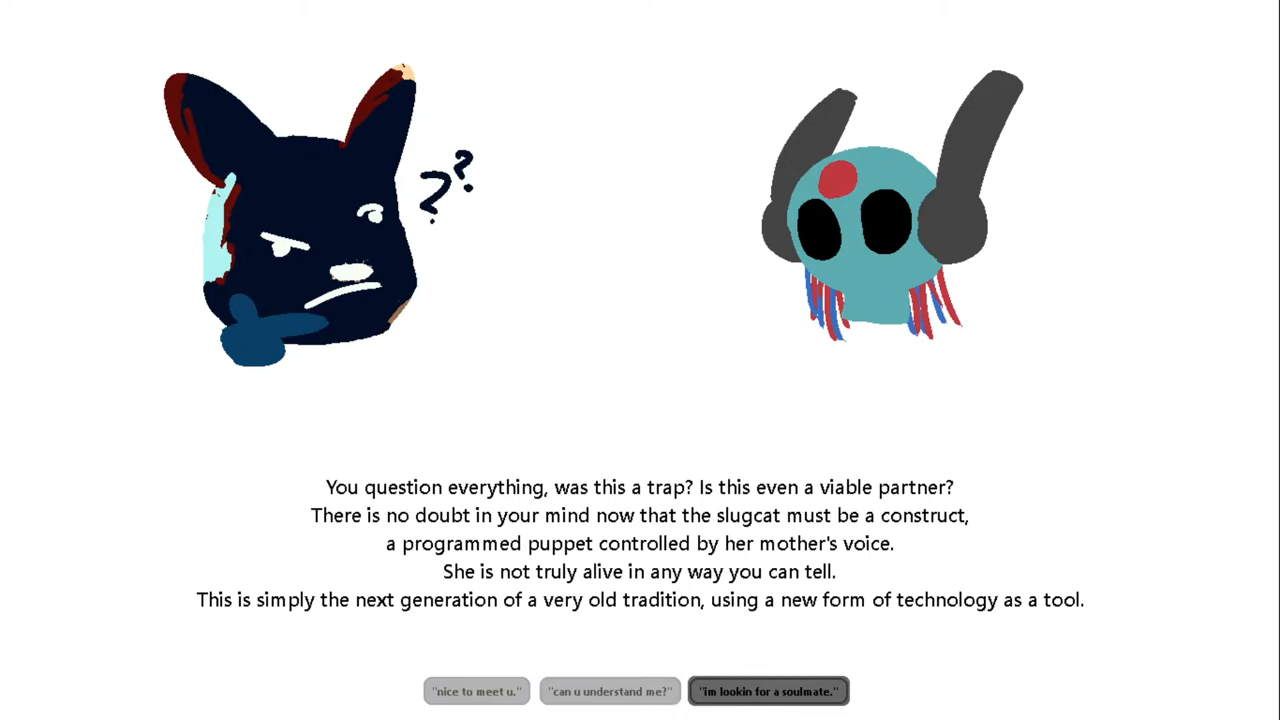 ??
You question everything, was this a trap? Is this even a viable partner?
There is no doubt in your mind now that the slugcat must be a construct,
a programmed puppet controlled by her mother's voice.
She is not truly alive in any way you can tell.
This is simply the next generation of a very old tradition, using a new form of technology as a tool.
"nice to meet u."
"can u understand me?"
"im lookin for a soulmate."